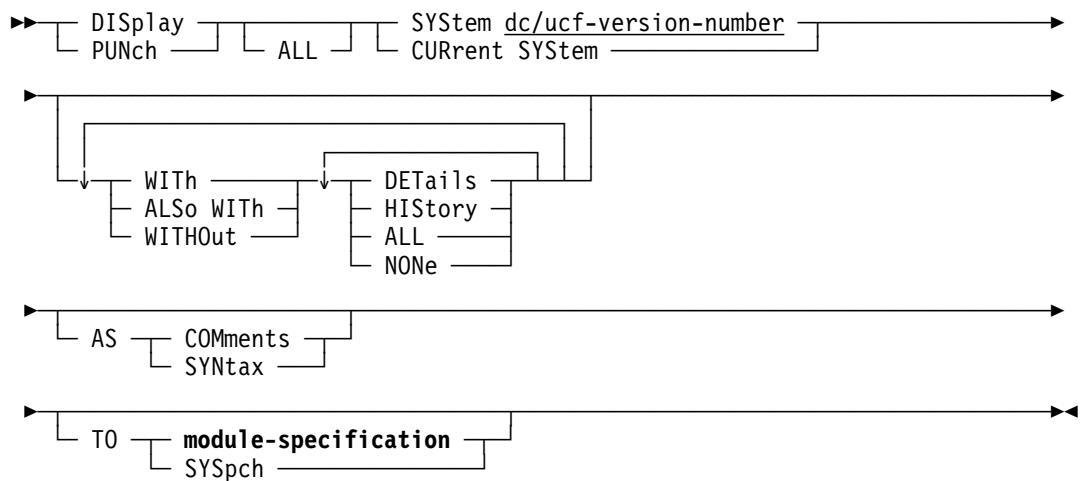 DISplay SYStem dc/ucf-version-number
PUNch ALL CURrent SYStem
WITh DETails
ALSo WITh HIStory
WITHOut ALL
NONe
AS COMments
SYNtax
TO module-specification
SYSpch